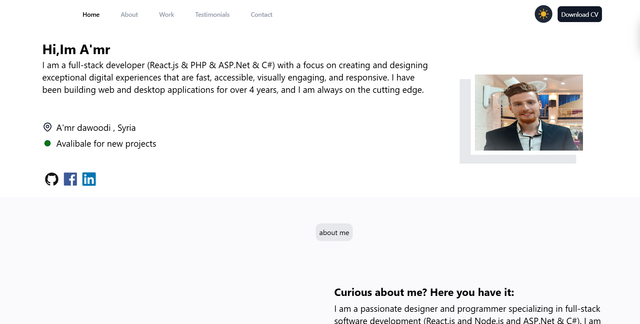 Home About Work Testimonials Contact Download CV
Hi,Im A'mr
I am a full-stack developer (React.js & PHP & ASP.Net & C#) with a focus on creating and designing
exceptional digital experiences that are fast, accessible, visually engaging, and responsive. I have
been building web and desktop applications for over 4 years, and I am always on the cutting edge.
A'mr dawoodi , Syria
Avalibale for new projects
about me
Curious about me? Here you have it:
I am a passionate designer and programmer specializing in full-stack
software development (React.js and Node.js and ASP.Net & C#). I am